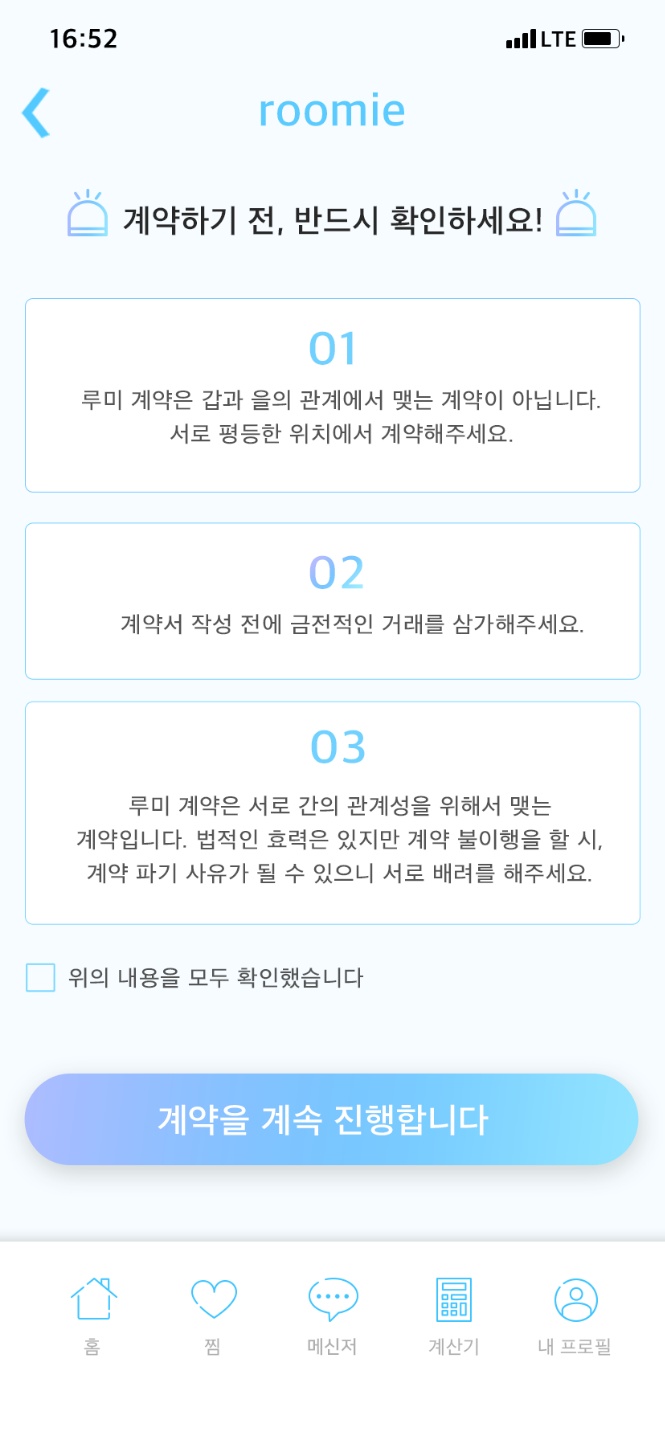 16:52
LTE
roomie
계약하기 전, 반드시 확인하세요!
01
루미 계약은 갑과 을의 관계에서 맺는 계약이 아닙니다.
서로 평등한 위치에서 계약해주세요.
02
계약서 작성 전에 금전적인 거래를 삼가해주세요.
03
루미 계약은 서로 간의 관계성을 위해서 맺는
계약입니다. 법적인 효력은 있지만 계약 불이행을 할 시,
계약 파기 사유가 될 수 있으니 서로 배려를 해주세요.
위의 내용을 모두 확인했습니다
계약을 계속 진행합니다
홈
찜
메신저
계산기
내 프로필